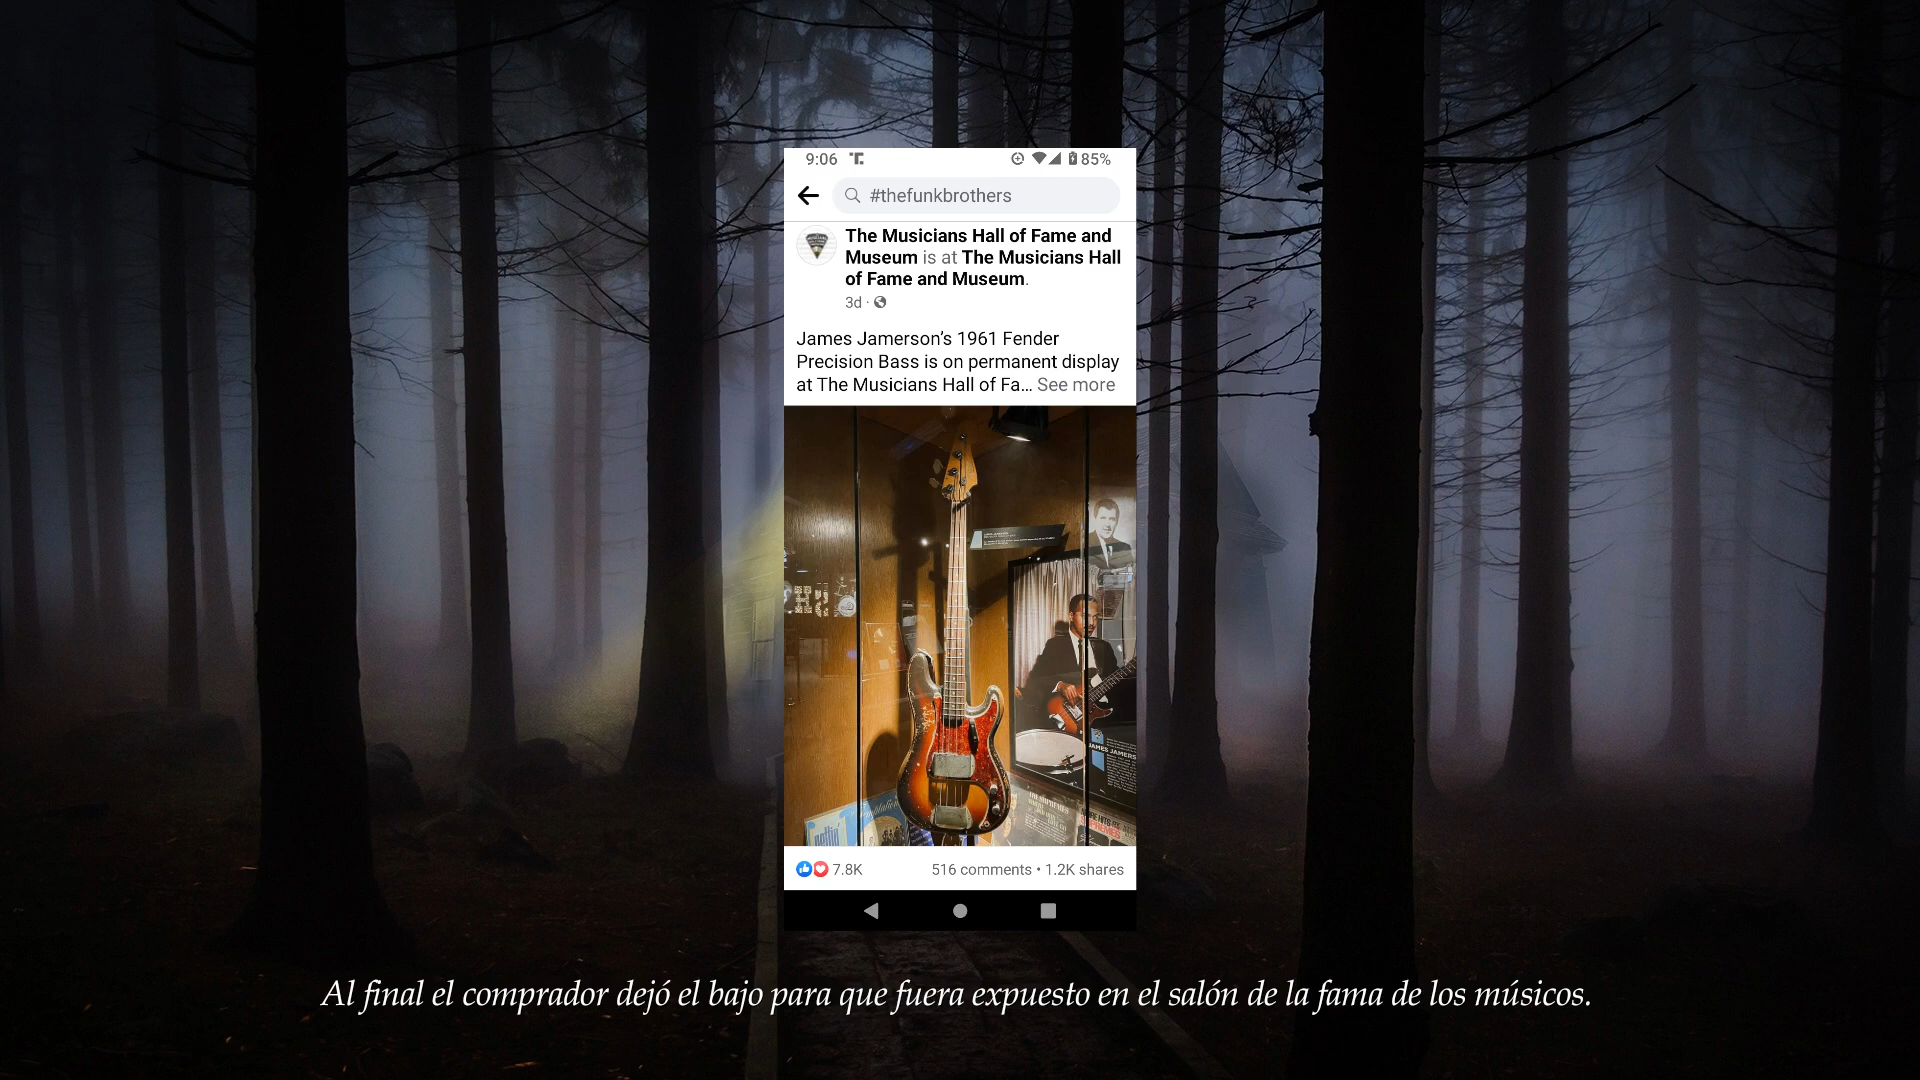 9:06
85%
#thefunkbrothers
The Musicians Hall of Fame and
Museum is at The Musicians Hall
of Fame and Museum.
3d
James Jamerson’s 1961 Fender
Precision Bass is on permanent display
at The Musicians Hall of Fa... See more
JAMES JAMERS
7.8K
516 comments • 1.2K shares
Al final el comprador dejó el bajo para que fuera expuesto en el salón de la fama de los músicos.